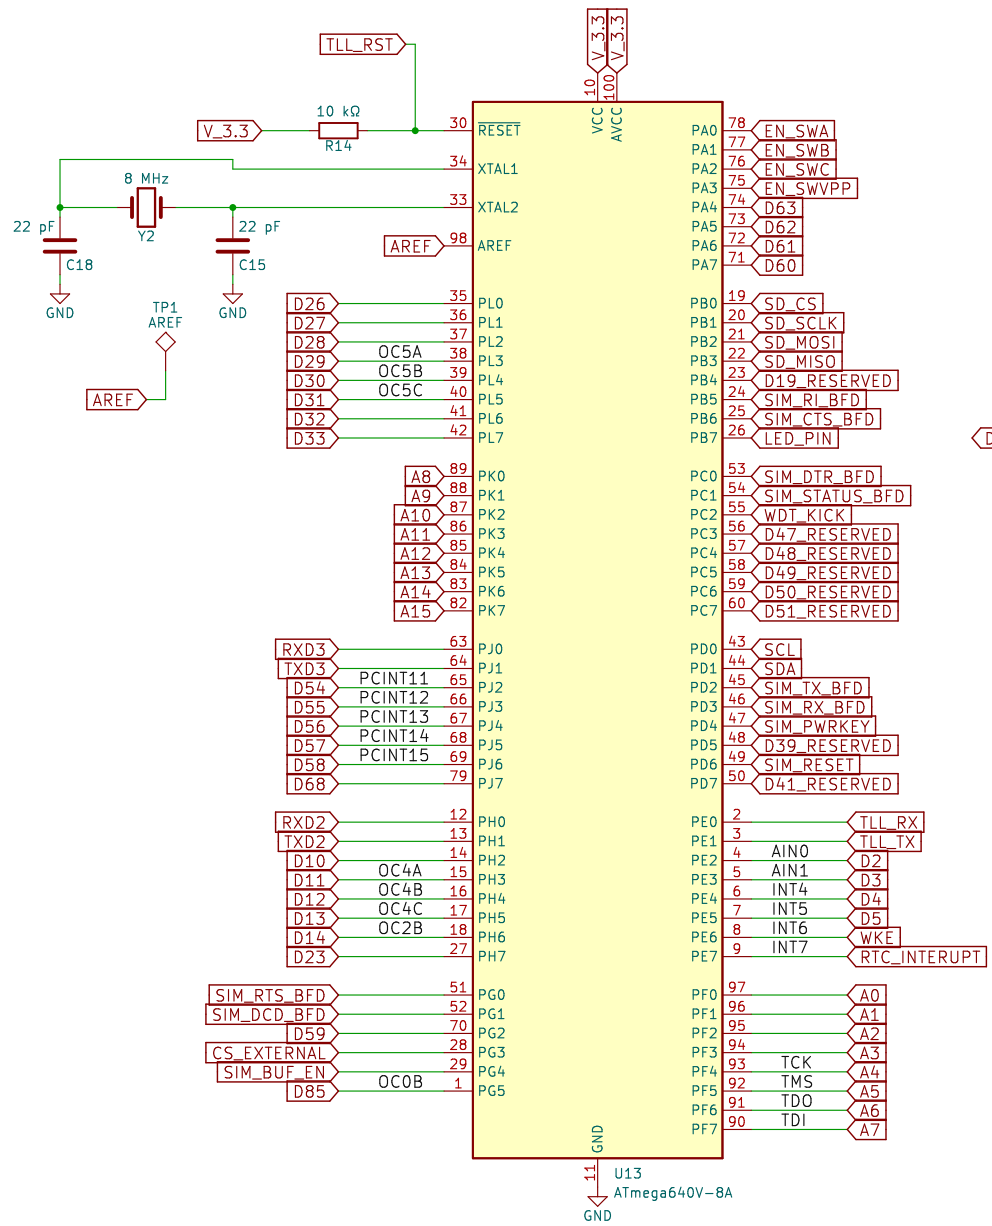 V_3.3 V_3.3
TLL_RST
10 100
VCC AVCC
V_3.3 10 kΩ R14 30 RESET PA0 78 EN_SWA
PA1 77 EN_SWB
34 XTAL1 PA2 76 EN_SWC
8 MHz PA3 75 EN_SWVPP
Y2 33 XTAL2 PA4 74 D63
22 pF 22 pF PA5 73 D62
AREF 98 AREF PA6 72 D61
C18 C15 PA7 71 D60
GND GND
D26 35 PL0 PB0 19 SD_CS
TP1
AREF
D27 36 PL1 PB1 20 SD_SCLK
D28 37 PL2 PB2 21 SD_MOSI
D29 OC5A 38 PL3 PB3 22 SD_MISO
D30 OC5B 39 PL4 PB4 23 D19_RESERVED
AREF D31 OC5C 40 PL5 PB5 24 SIM_RI_BFD
D32 41 PL6 PB6 25 SIM_CTS_BFD
D33 42 PL7 PB7 26 LED_PIN
A8 89 PK0 PC0 53 SIM_DTR_BFD
A9 88 PK1 PC1 54 SIM_STATUS_BFD
A10 87 PK2 PC2 55 WDT_KICK
A11 86 PK3 PC3 56 D47_RESERVED
A12 85 PK4 PC4 57 D48_RESERVED
A13 84 PK5 PC5 58 D49_RESERVED
A14 83 PK6 PC6 59 D50_RESERVED
A15 82 PK7 PC7 60 D51_RESERVED
RXD3 63 PJ0 PD0 43 SCL
TXD3 64 PJ1 PD1 44 SDA
D54 PCINT11 65 PJ2 PD2 45 SIM_TX_BFD
D55 PCINT12 66 PJ3 PD3 46 SIM_RX_BFD
D56 PCINT13 67 PJ4 PD4 47 SIM_PWRKEY
D57 PCINT14 68 PJ5 PD5 48 D39_RESERVED
D58 PCINT15 69 PJ6 PD6 49 SIM_RESET
D68 79 PJ7 PD7 50 D41_RESERVED
RXD2 12 PH0 PE0 2 TLL_RX
TXD2 13 PH1 PE1 3 TLL_TX
D10 14 PH2 PE2 4 AIN0 D2
D11 OC4A 15 PH3 PE3 5 AIN1 D3
D12 OC4B 16 PH4 PE4 6 INT4 D4
D13 OC4C 17 PH5 PE5 7 INT5 D5
D14 OC2B 18 PH6 PE6 8 INT6 WKE
D23 27 PH7 PE7 9 INT7 RTC_INTERUPT
SIM_RTS_BFD 51 PG0 PF0 97 A0
SIM_DCD_BFD 52 PG1 PF1 96 A1
D59 70 PG2 PF2 95 A2
CS_EXTERNAL 28 PG3 PF3 94 A3
SIM_BUF_EN 29 PG4 PF4 93 TCK A4
D85 OC0B 1 PG5 PF5 92 TMS A5
PF6 91 TDO A6
PF7 90 TDI A7
GND
11 U13
ATmega640V-8A
GND